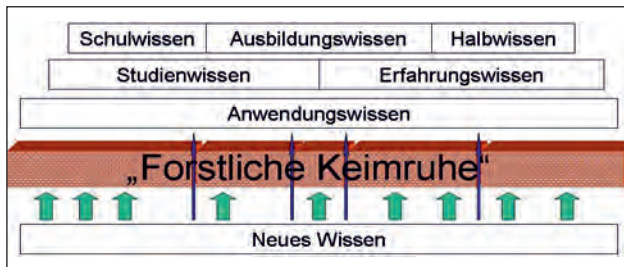 Schulwissen Ausbildungswissen Halbwissen
Studienwissen Erfahrungswissen
Anwendungswissen
„Forstliche Keimruhe“
Neues Wissen